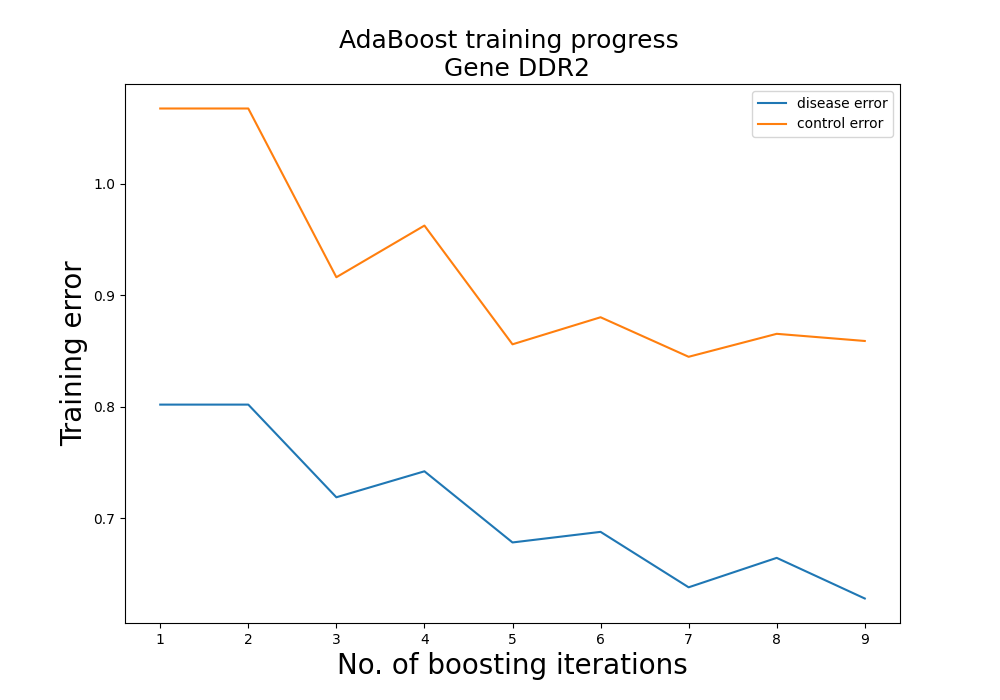 AdaBoost training progress
Gene DDR2
disease error
control error
Training error
1.0
0.9
0.8
0.7
1 2 3 4 5 6 7 8 9
No. of boosting iterations